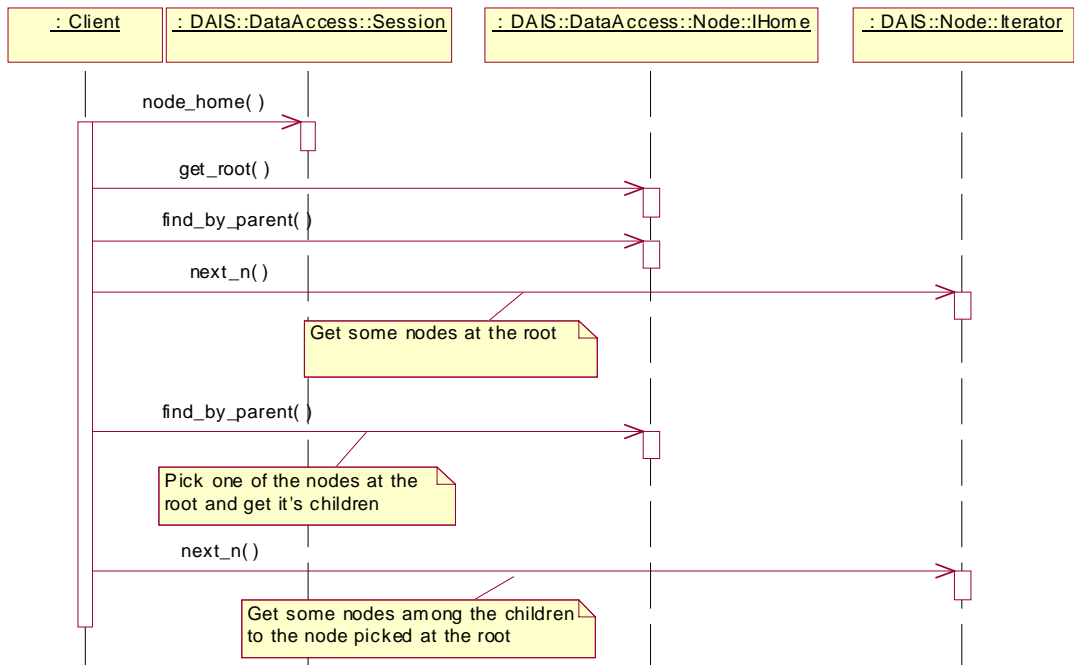 : Client
: DAIS::DataAccess::Session
: DAIS::DataAccess::Node::IHome
: DAIS::Node::Iterator
node_home( )
get_root( )
find_by_parent( )
next_n( )
Get some nodes at the root
find_by_parent( )
Pick one of the nodes at the
root and get it's children
next_n( )
Get some nodes among the children
to the node picked at the root